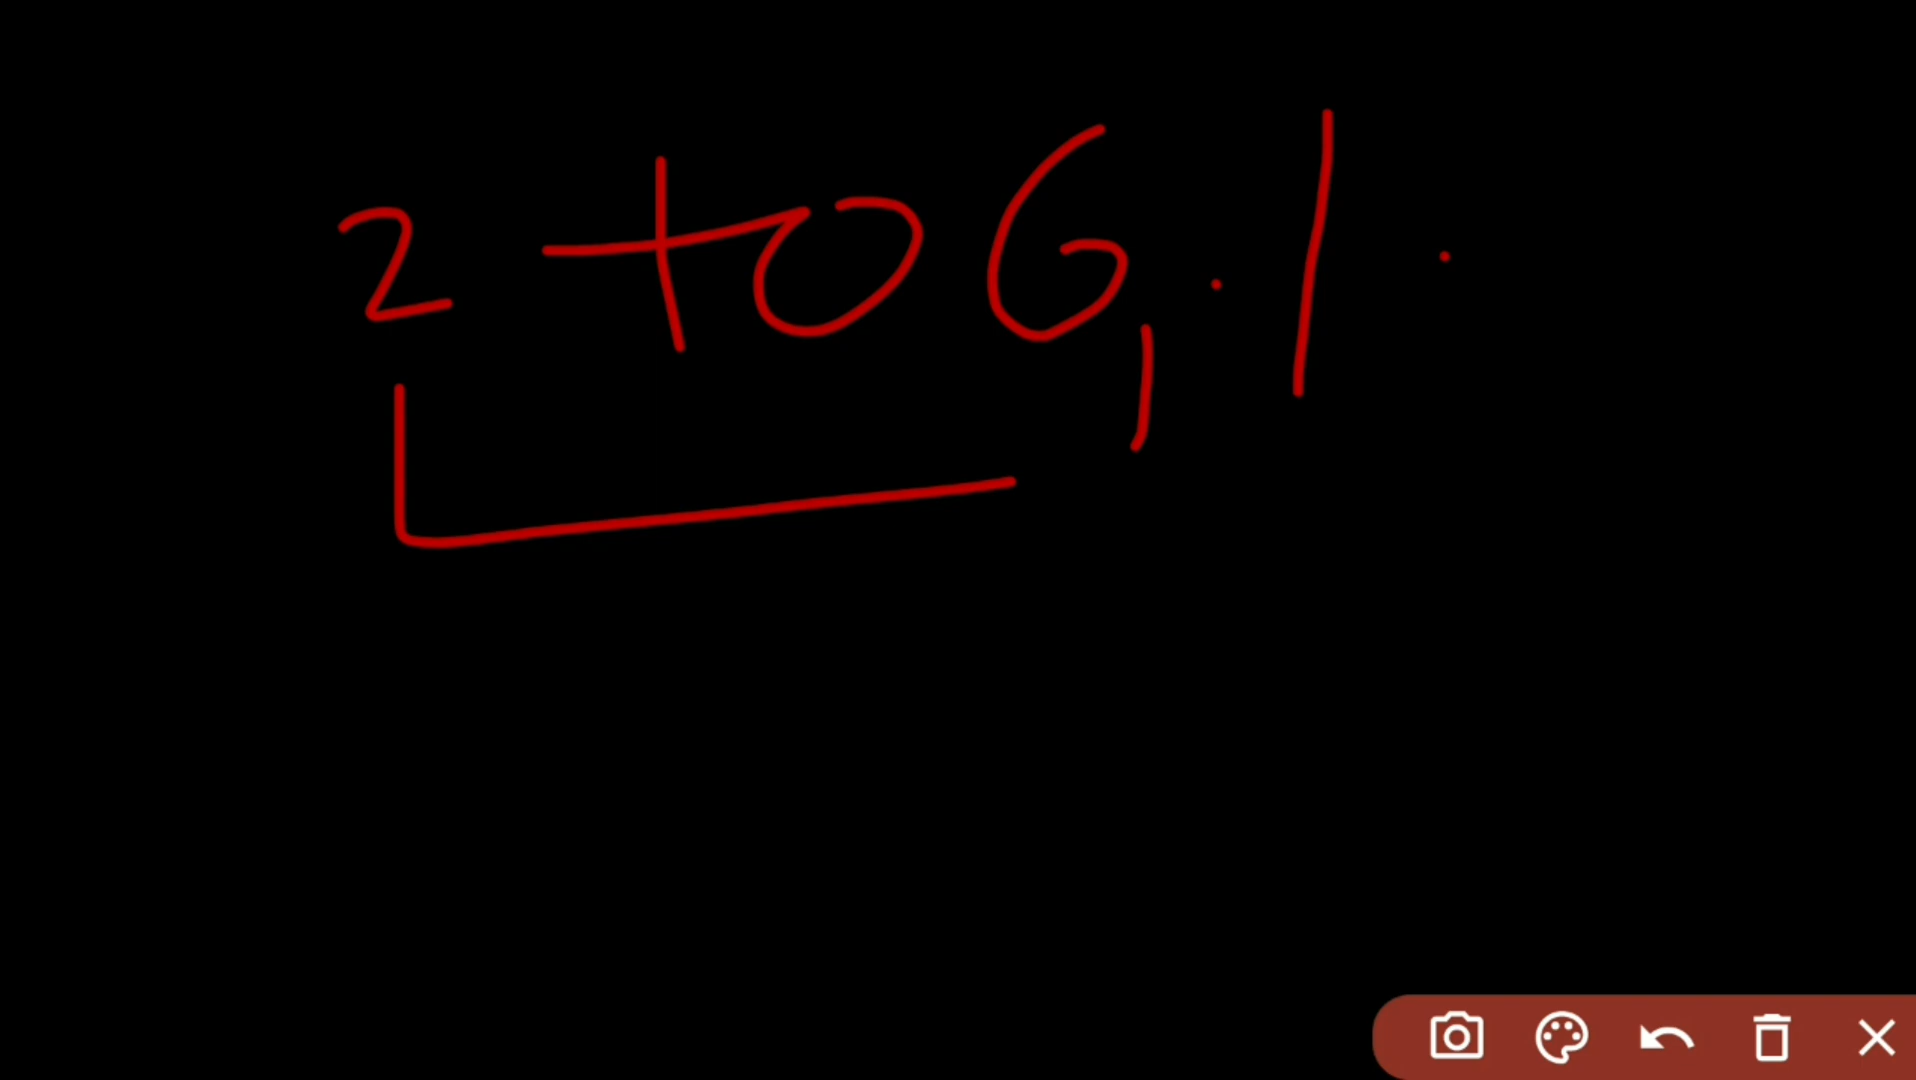 2 to 6, . 1 .